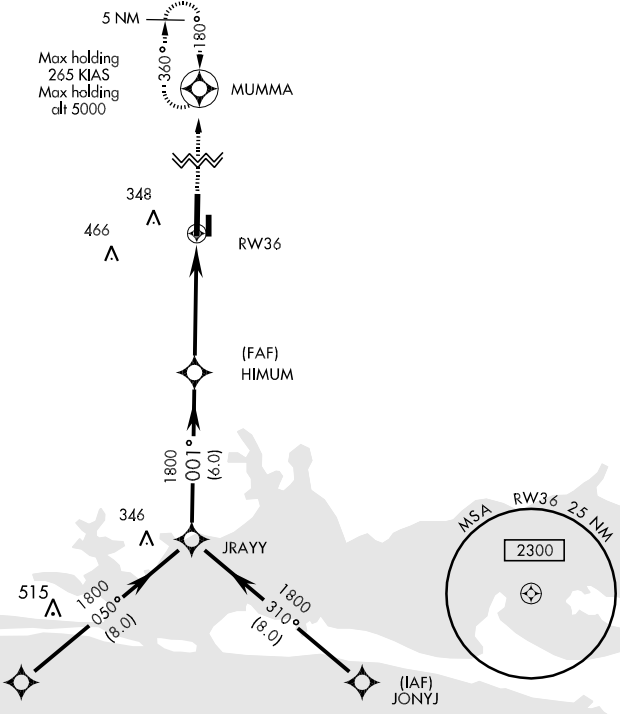 5 NM
180°
360°
Max holding
265 KIAS
Max holding
alt 5000
MUMMA
348
466
RW36
(FAF)
HIMUM
1800
001°
(6.0)
346
JRAYY
MSA RW36 25 NM
2300
515
1800
050°
(8.0)
1800
310°
(8.0)
(IAF)
JONYJ